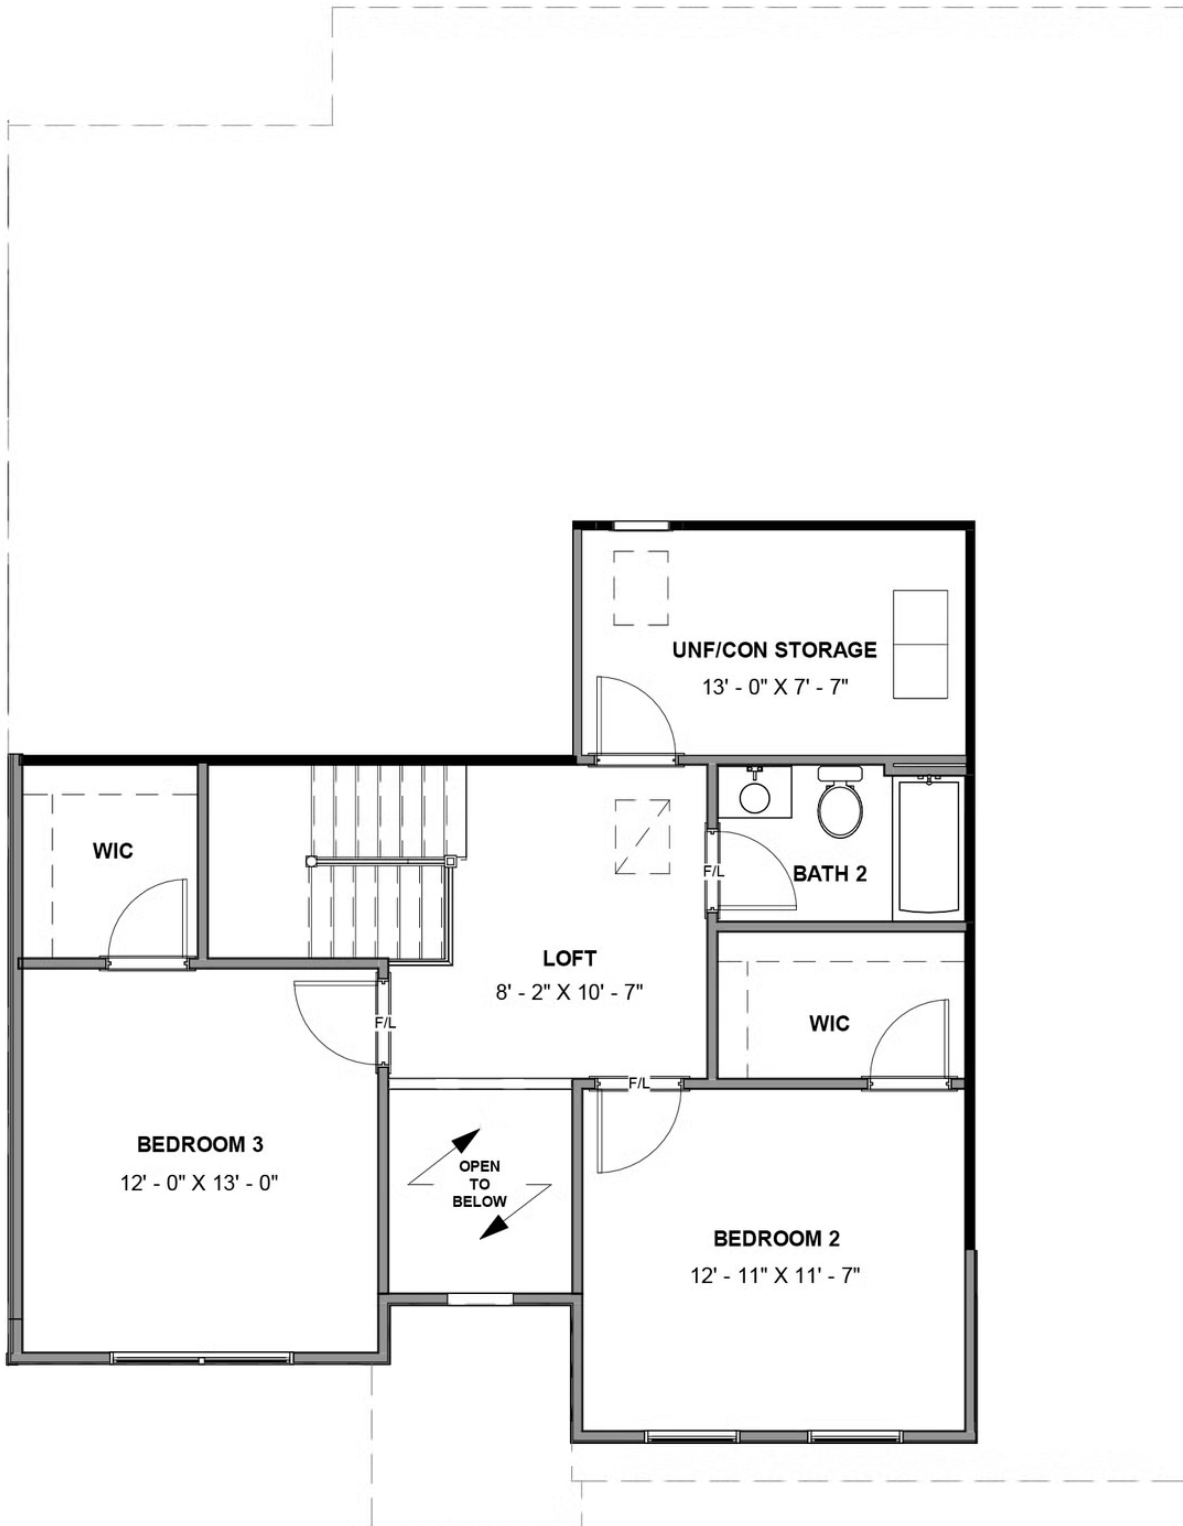 UNF/CON STORAGE
13' - 0" X 7' - 7"
WIC
F/L
BATH 2
LOFT
8' - 2" X 10' - 7"
F/L
WIC
F/L
BEDROOM 3
12' - 0" X 13' - 0"
OPEN
TO
BELOW
BEDROOM 2
12' - 11" X 11' - 7"